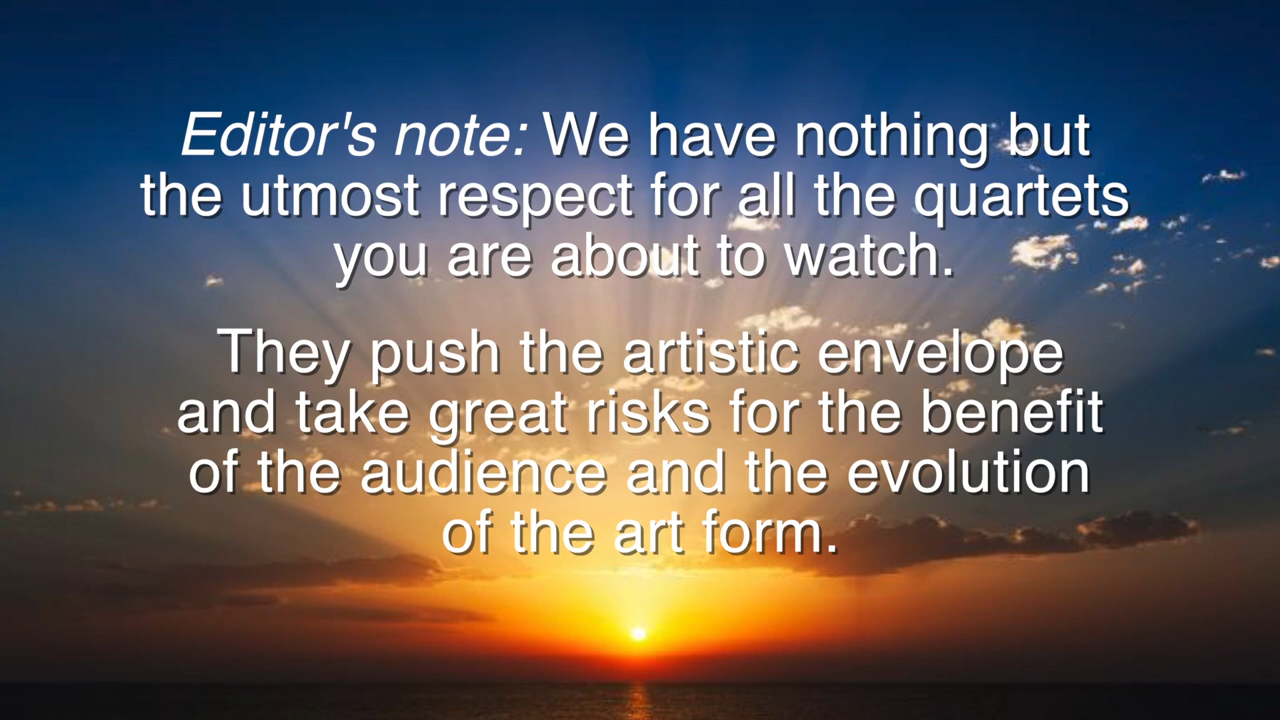 Editor's note: We have nothing but
the utmost respect for all the quartets
you are about to watch.
They push the artistic envelope
and take great risks for the benefit
of the audience and the evolution
of the art form.